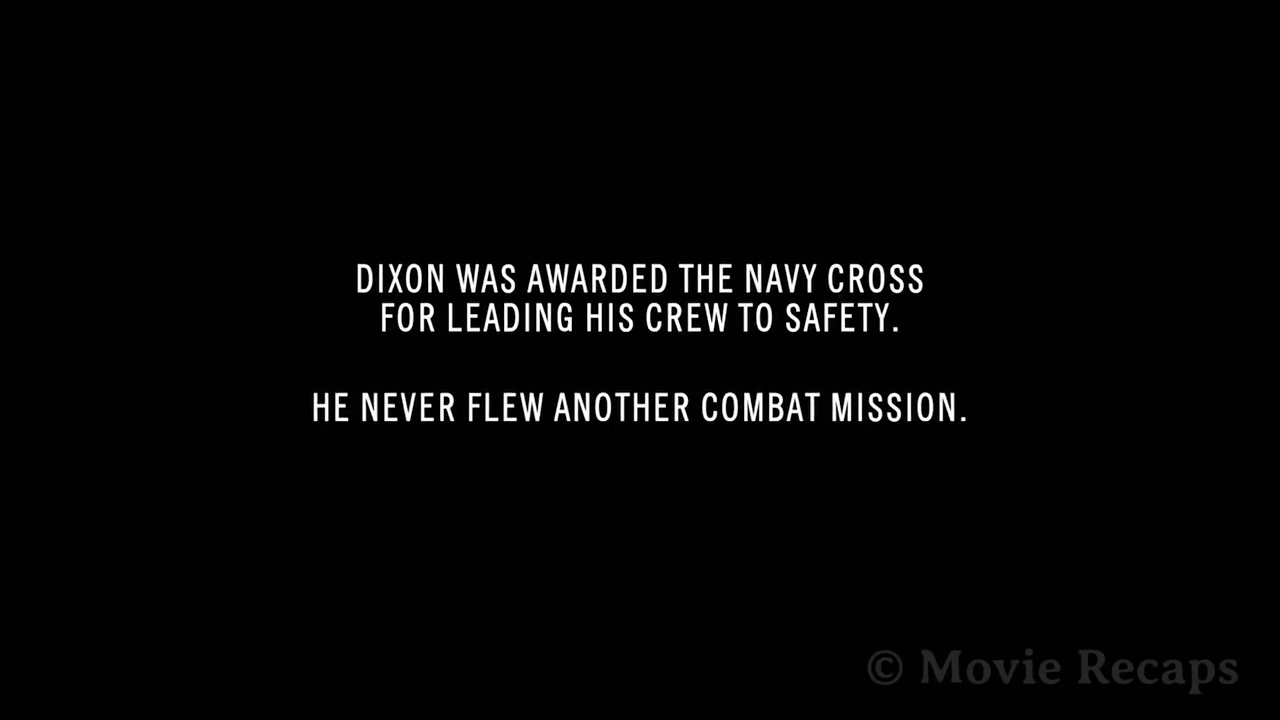 DIXON WAS AWARDED THE NAVY CROSS
FOR LEADING HIS CREW TO SAFETY.
HE NEVER FLEW ANOTHER COMBAT MISSION.
© Movie Recaps